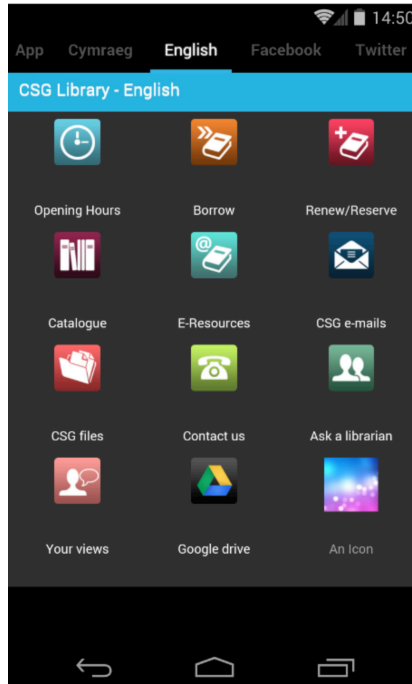 14:50
App Cymraeg English Facebook Twitter
CSG Library - English
Opening Hours Borrow Renew/Reserve
Catalogue E-Resources CSG e-mails
CSG files Contact us Ask a librarian
Your views Google drive An Icon